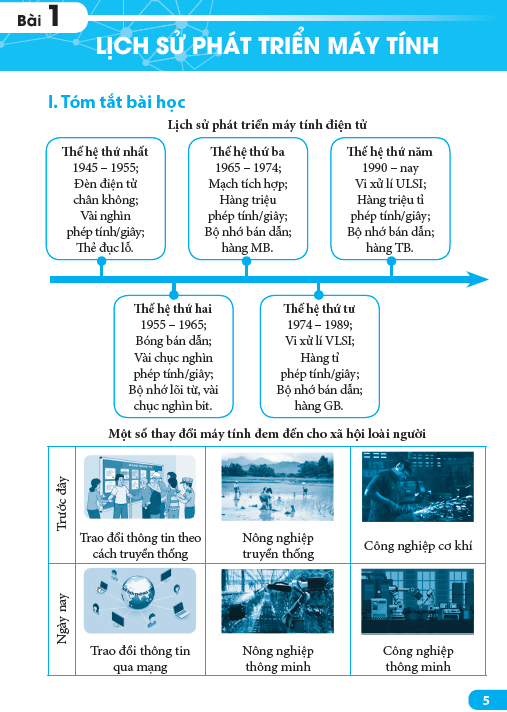 Bài 1
LỊCH SỬ PHÁT TRIỂN MÁY TÍNH
I. Tóm tắt bài học
Lịch sử phát triển máy tính điện tử
Thế hệ thứ nhất
1945 – 1955;
Đèn điện tử
chân không;
Vài nghìn
phép tính/giây;
Thẻ đục lỗ.
Thế hệ thứ ba
1965 – 1974;
Mạch tích hợp;
Hàng triệu
phép tính/giây;
Bộ nhớ bán dẫn;
hàng MB.
Thế hệ thứ năm
1990 – nay
Vi xử lí ULSI;
Hàng triệu tỉ
phép tính/giây;
Bộ nhớ bán dẫn;
hàng TB.
Thế hệ thứ hai
1955 – 1965;
Bóng bán dẫn;
Vài chục nghìn
phép tính/giây;
Bộ nhớ lõi từ, vài
chục nghìn bit.
Thế hệ thứ tư
1974 – 1989;
Vi xử lí VLSI;
Hàng tỉ
phép tính/giây;
Bộ nhớ bán dẫn;
hàng GB.
Một số thay đổi máy tính đem đến cho xã hội loài người
Trước đây
Trao đổi thông tin theo
cách truyền thống
Nông nghiệp
truyền thống
Công nghiệp cơ khí
Ngày nay
Trao đổi thông tin
qua mạng
Nông nghiệp
thông minh
Công nghiệp
thông minh
5